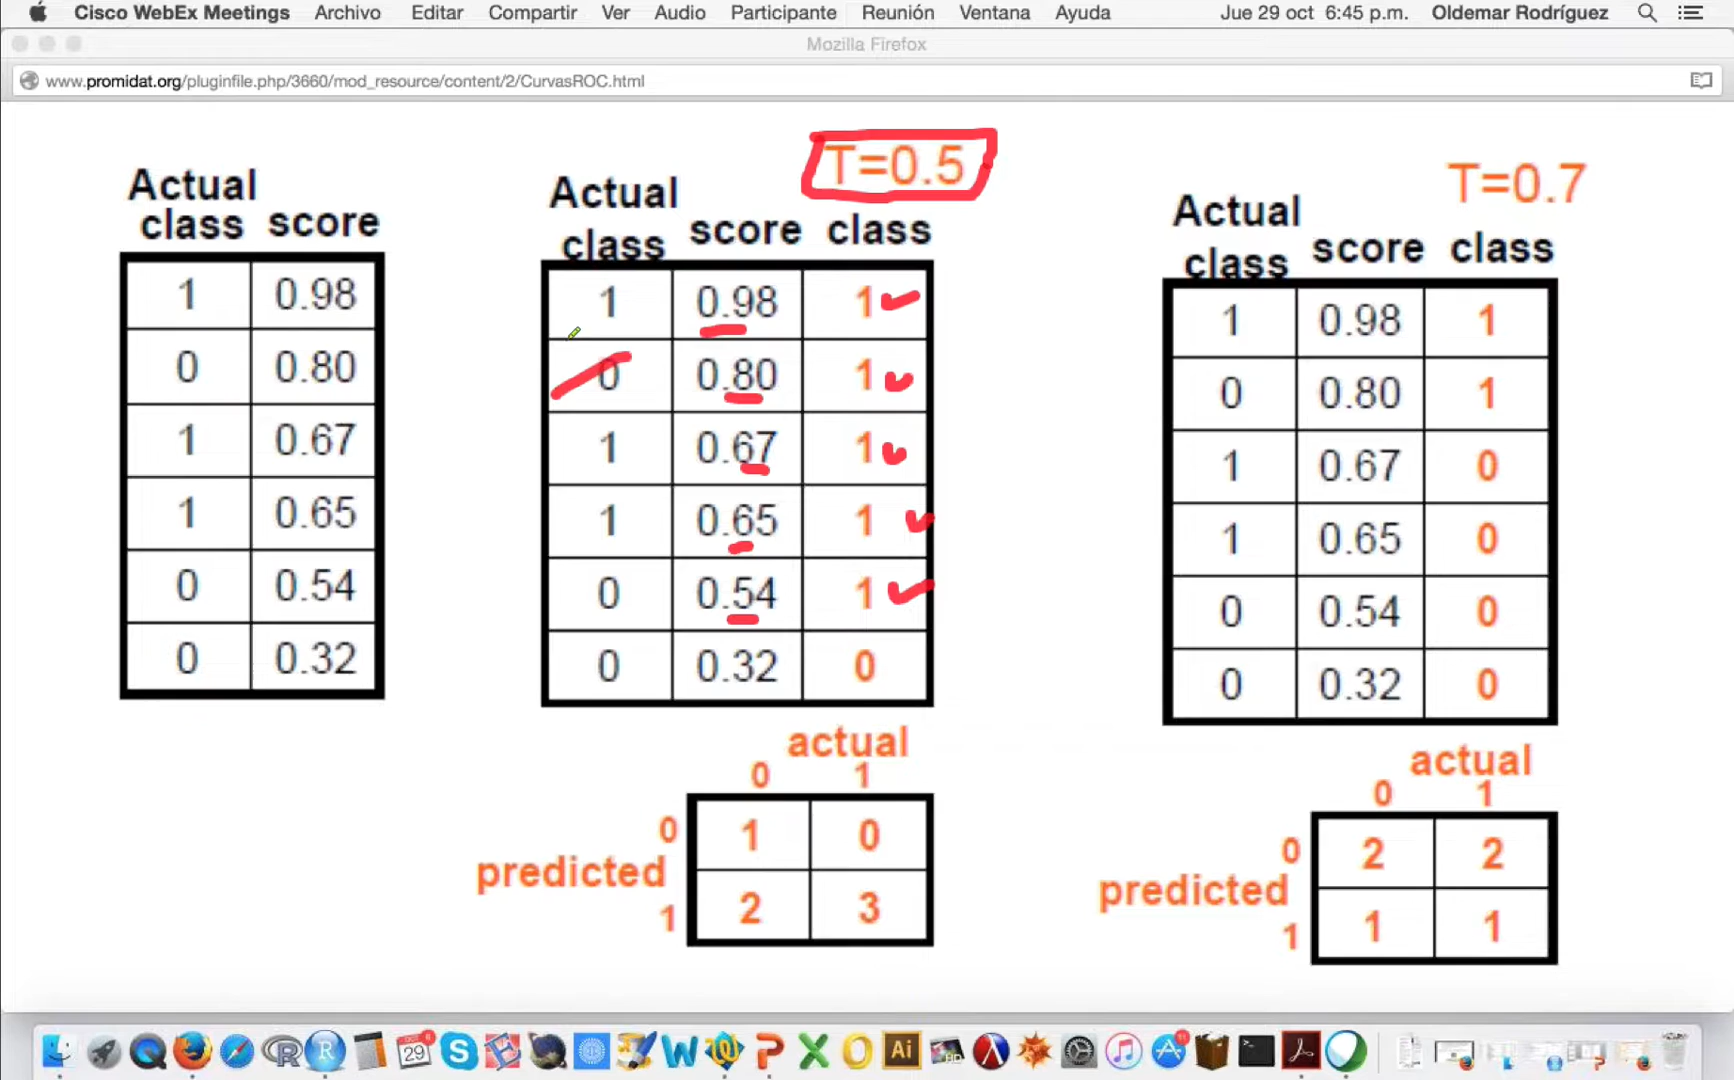 Cisco WebEx Meetings Archivo Editar Compartir Ver Audio Participante Reunión Ventana Ayuda Jue 29 oct 6:45 p.m. Oldemar Rodríguez
Mozilla Firefox
www.promidat.org/pluginfile.php/3660/mod_resource/content/2/CurvasROC.html
Actual
class score
1 0.98
0 0.80
1 0.67
1 0.65
0 0.54
0 0.32
T=0.5
Actual
class score class
1 0.98 1
0 0.80 1
1 0.67 1
1 0.65 1
0 0.54 1
0 0.32 0
actual
0 1
predicted
0 1 0
1 2 3
T=0.7
Actual
class score class
1 0.98 1
0 0.80 1
1 0.67 0
1 0.65 0
0 0.54 0
0 0.32 0
actual
0 1
predicted
0 2 2
1 1 1
29
Ai
HD